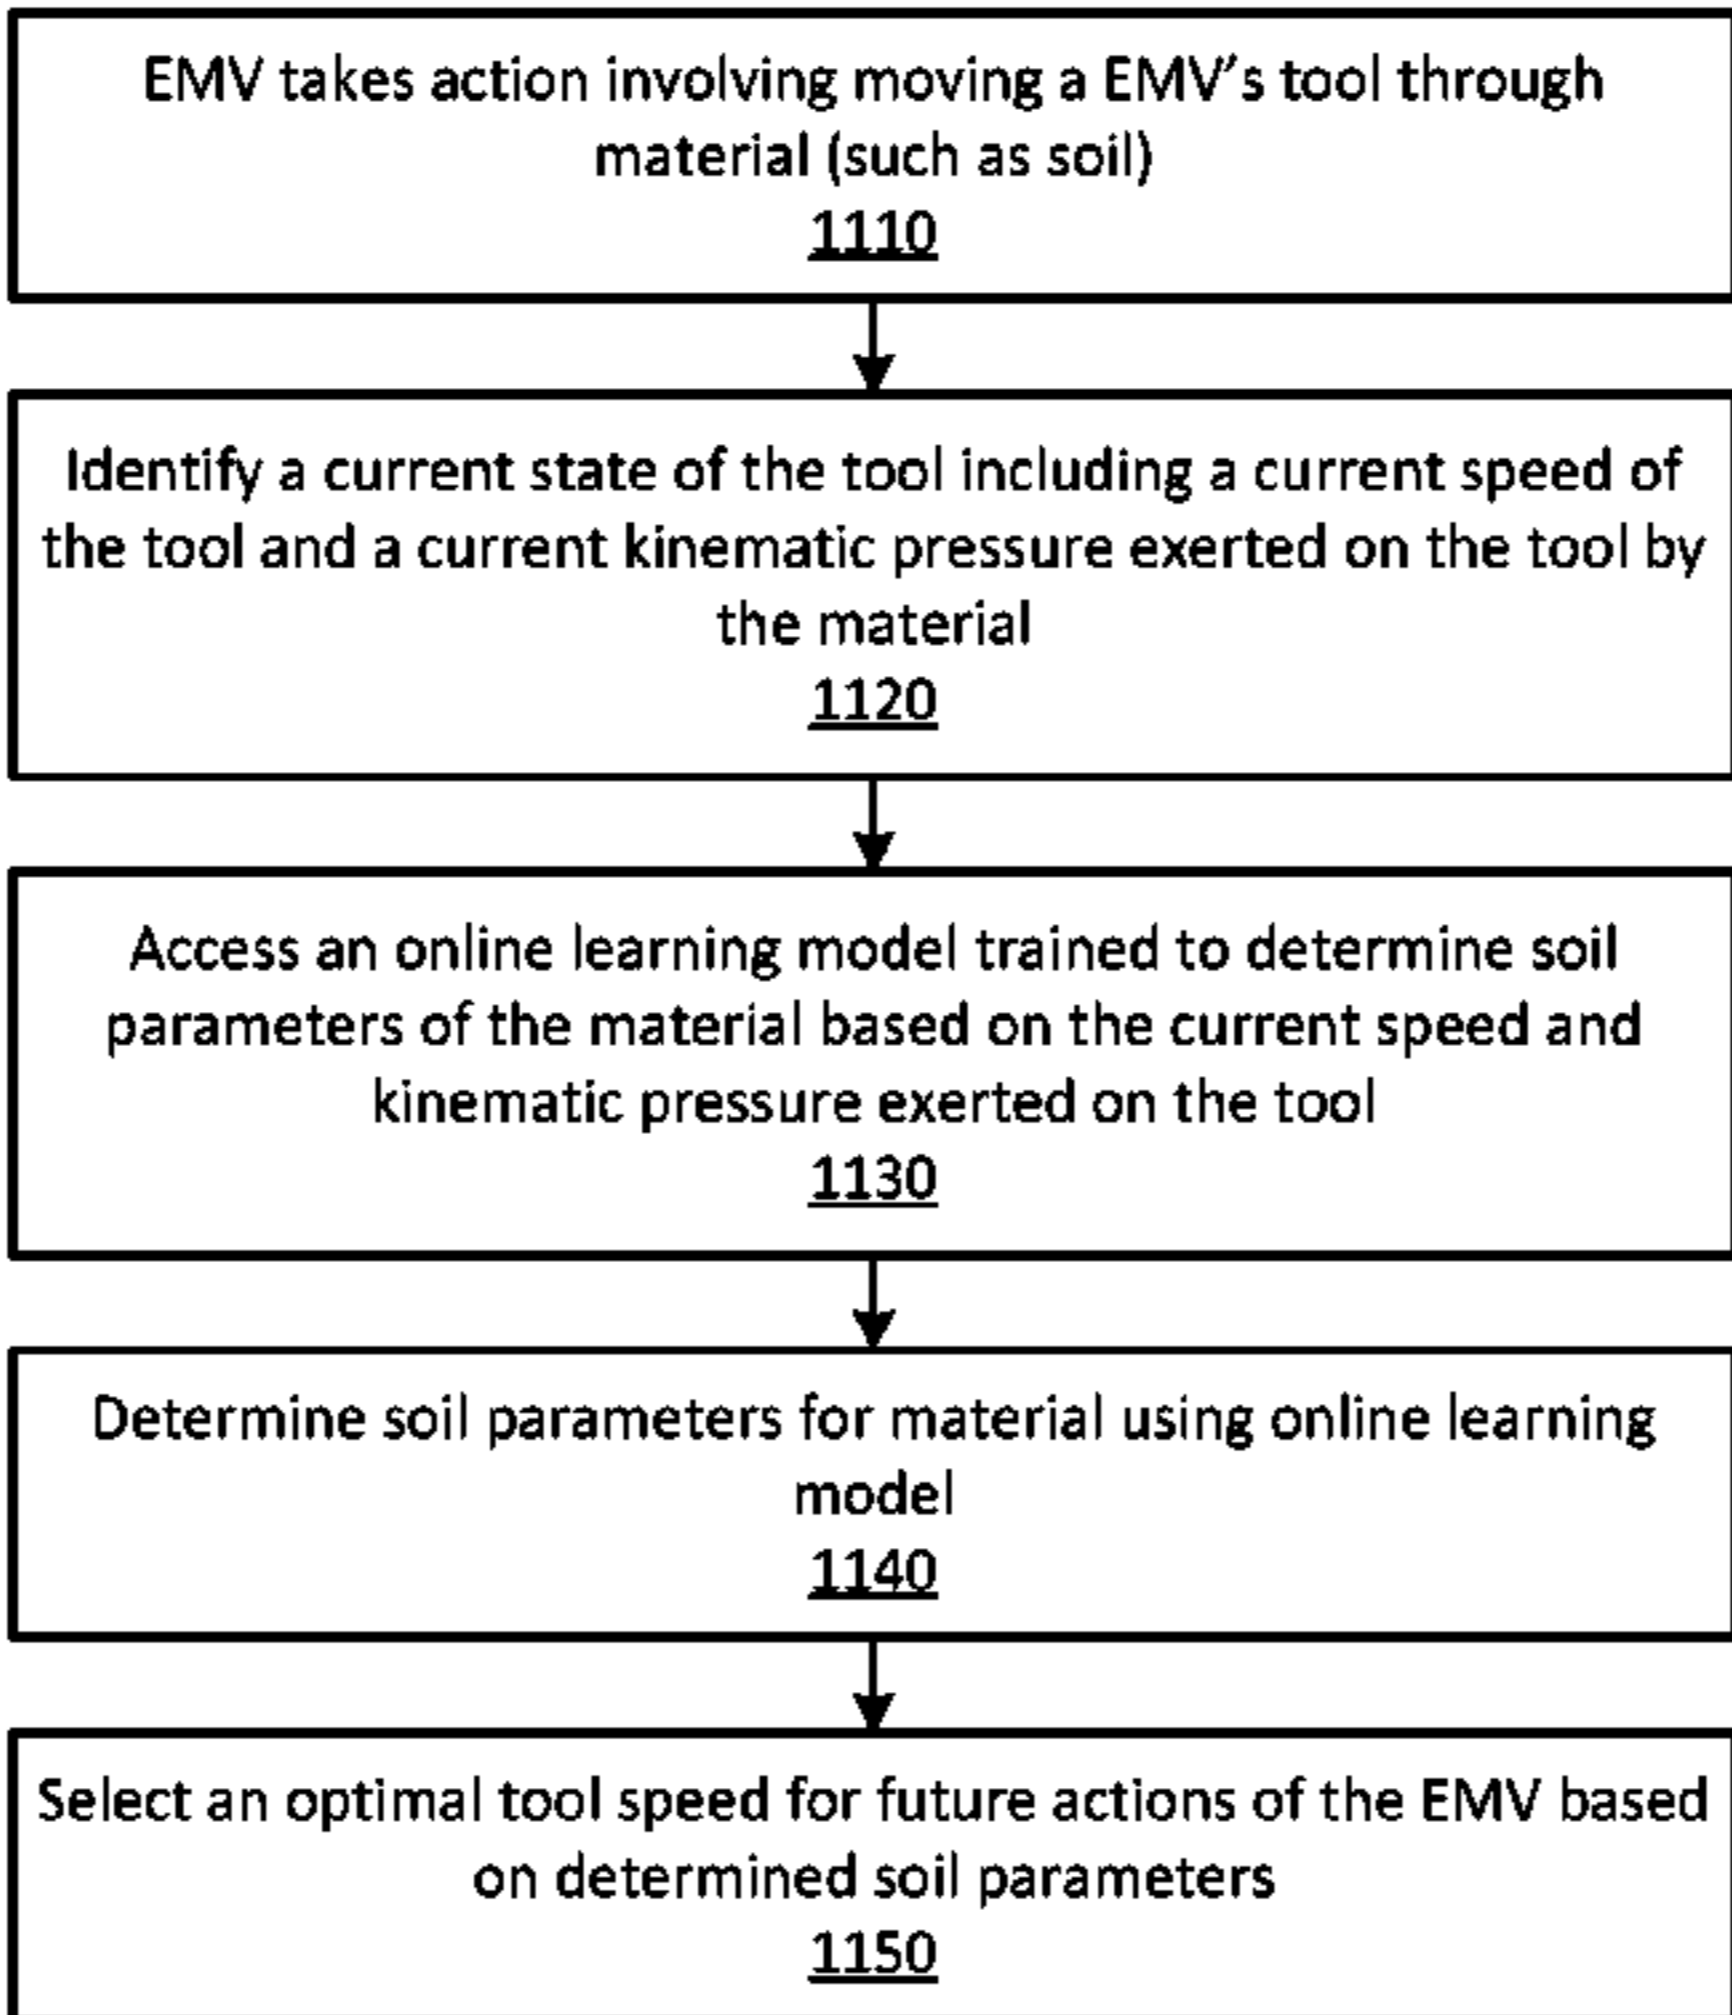 EMV takes action involving moving a EMV's tool through
material (such as soil)
1110
Identify a current state of the tool including a current speed of
the tool and a current kinematic pressure exerted on the tool by
the material
1120
Access an online learning model trained to determine soil
parameters of the material based on the current speed and
kinematic pressure exerted on the tool
1130
Determine soil parameters for material using online learning
model
1140
Select an optimal tool speed for future actions of the EMV based
on determined soil parameters
1150